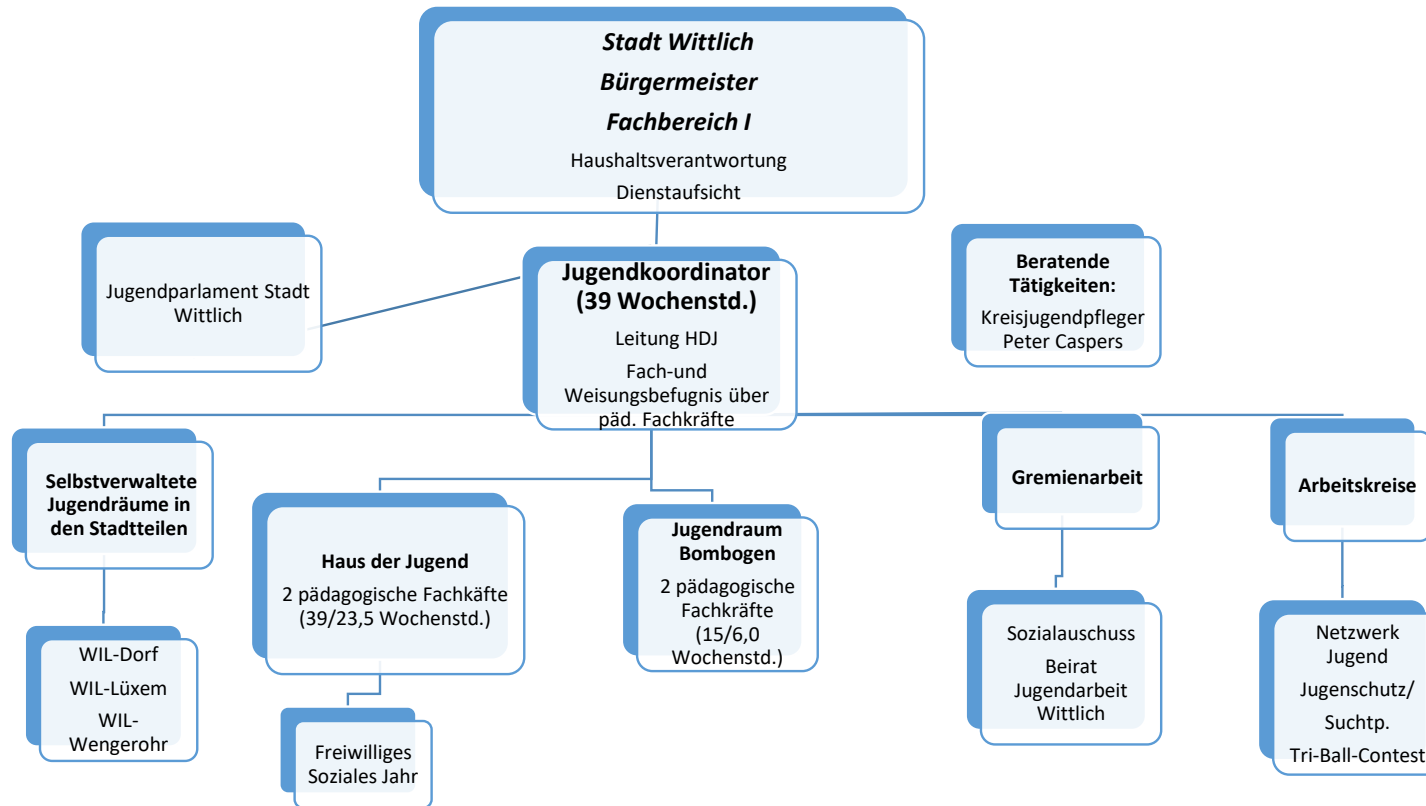 Stadt Wittlich
Bürgermeister
Fachbereich I
Haushaltsverantwortung
Dienstaufsicht
Jugendparlament Stadt
Wittlich
Jugendkoordinator
(39 Wochenstd.)
Leitung HDJ
Fach-und
Weisungsbefugnis über
päd. Fachkräfte
Beratende
Tätigkeiten:
Kreisjugendpfleger
Peter Caspers
Selbstverwaltete
Jugendräume in
den Stadtteilen
WIL-Dorf
WIL-Lüxem
WIL-
Wengerohr
Haus der Jugend
2 pädagogische Fachkäfte
(39/23,5 Wochenstd.)
Freiwilliges
Soziales Jahr
Jugendraum
Bombogen
2 pädagogische
Fachkräfte
(15/6,0
Wochenstd.)
Gremienarbeit
Sozialauschuss
Beirat
Jugendarbeit
Wittlich
Arbeitskreise
Netzwerk
Jugend
Jugenschutz/
Suchtp.
Tri-Ball-Contest